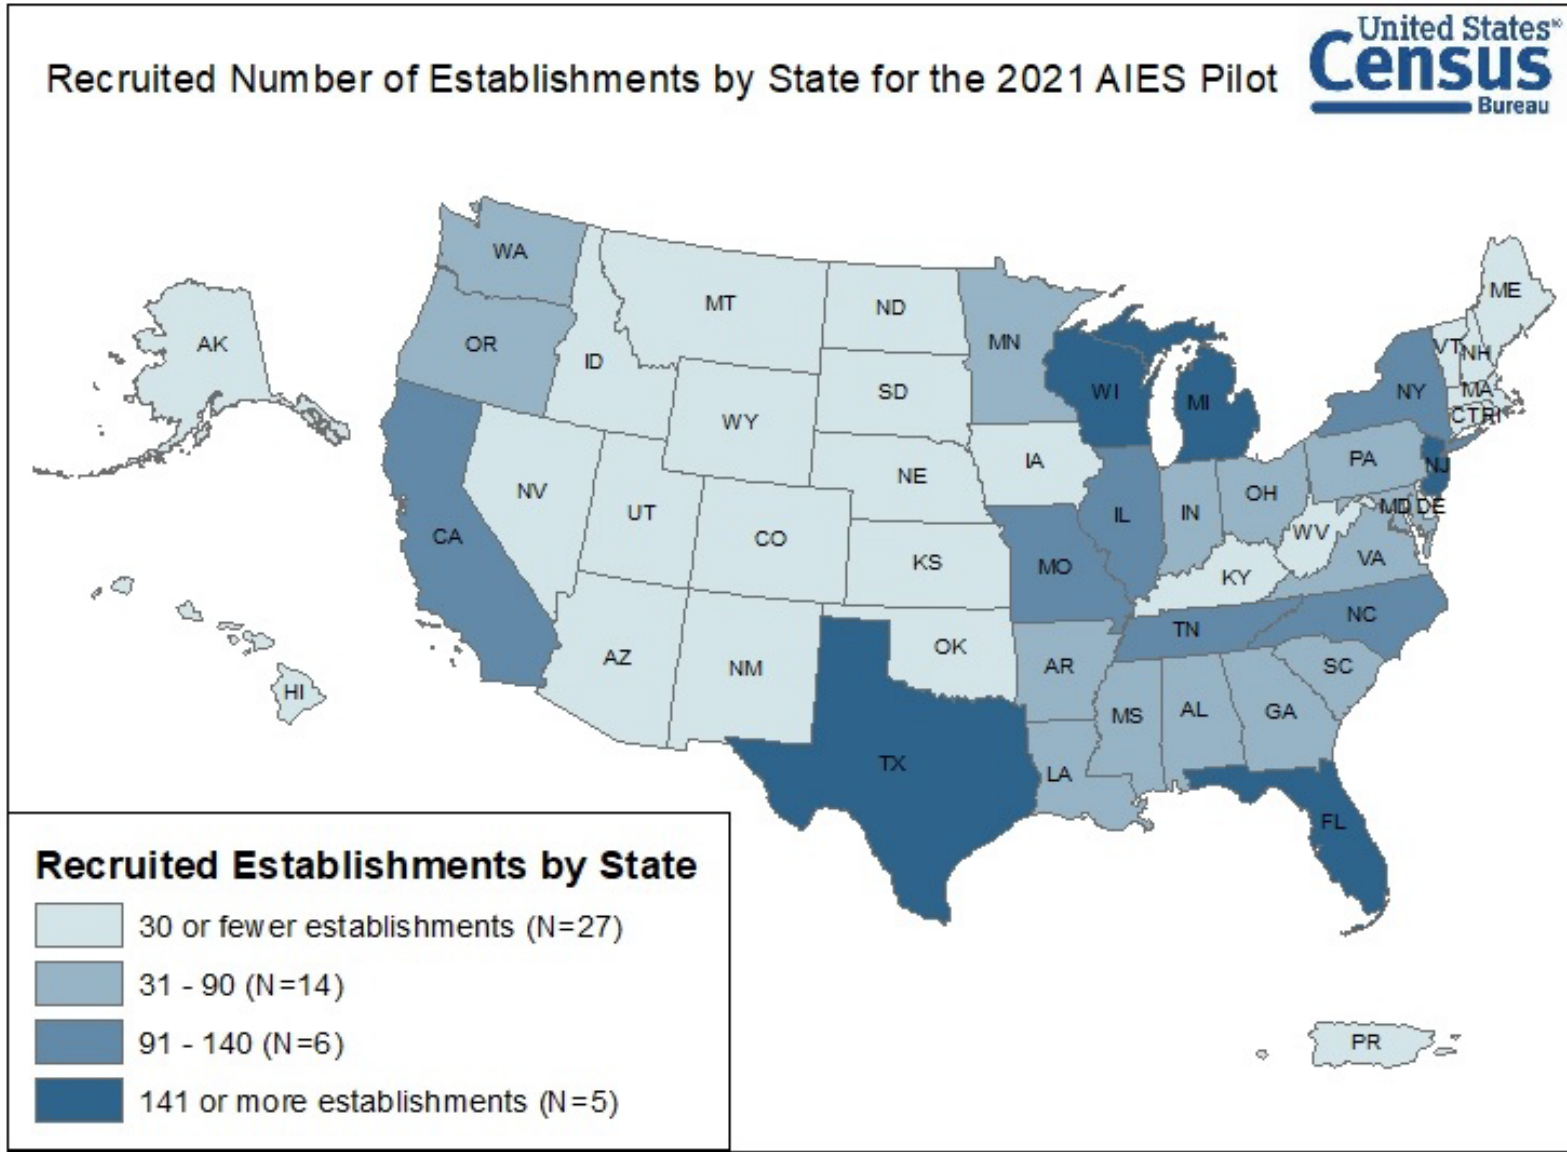 United States®
Census
Bureau
Recruited Number of Establishments by State for the 2021 AIES Pilot
WA
MT
ND
MN
ME
AK
OR
ID
SD
WI
MI
NY
VT
NH
MA
CT
RI
WY
IA
NE
PA
NJ
NV
UT
CO
IL
IN
OH
MD
DE
CA
KS
MO
WV
VA
KY
NC
TN
AZ
NM
OK
AR
SC
HI
MS
AL
GA
TX
LA
FL
PR
Recruited Establishments by State
30 or fewer establishments (N=27)
31 - 90 (N=14)
91 - 140 (N=6)
141 or more establishments (N=5)